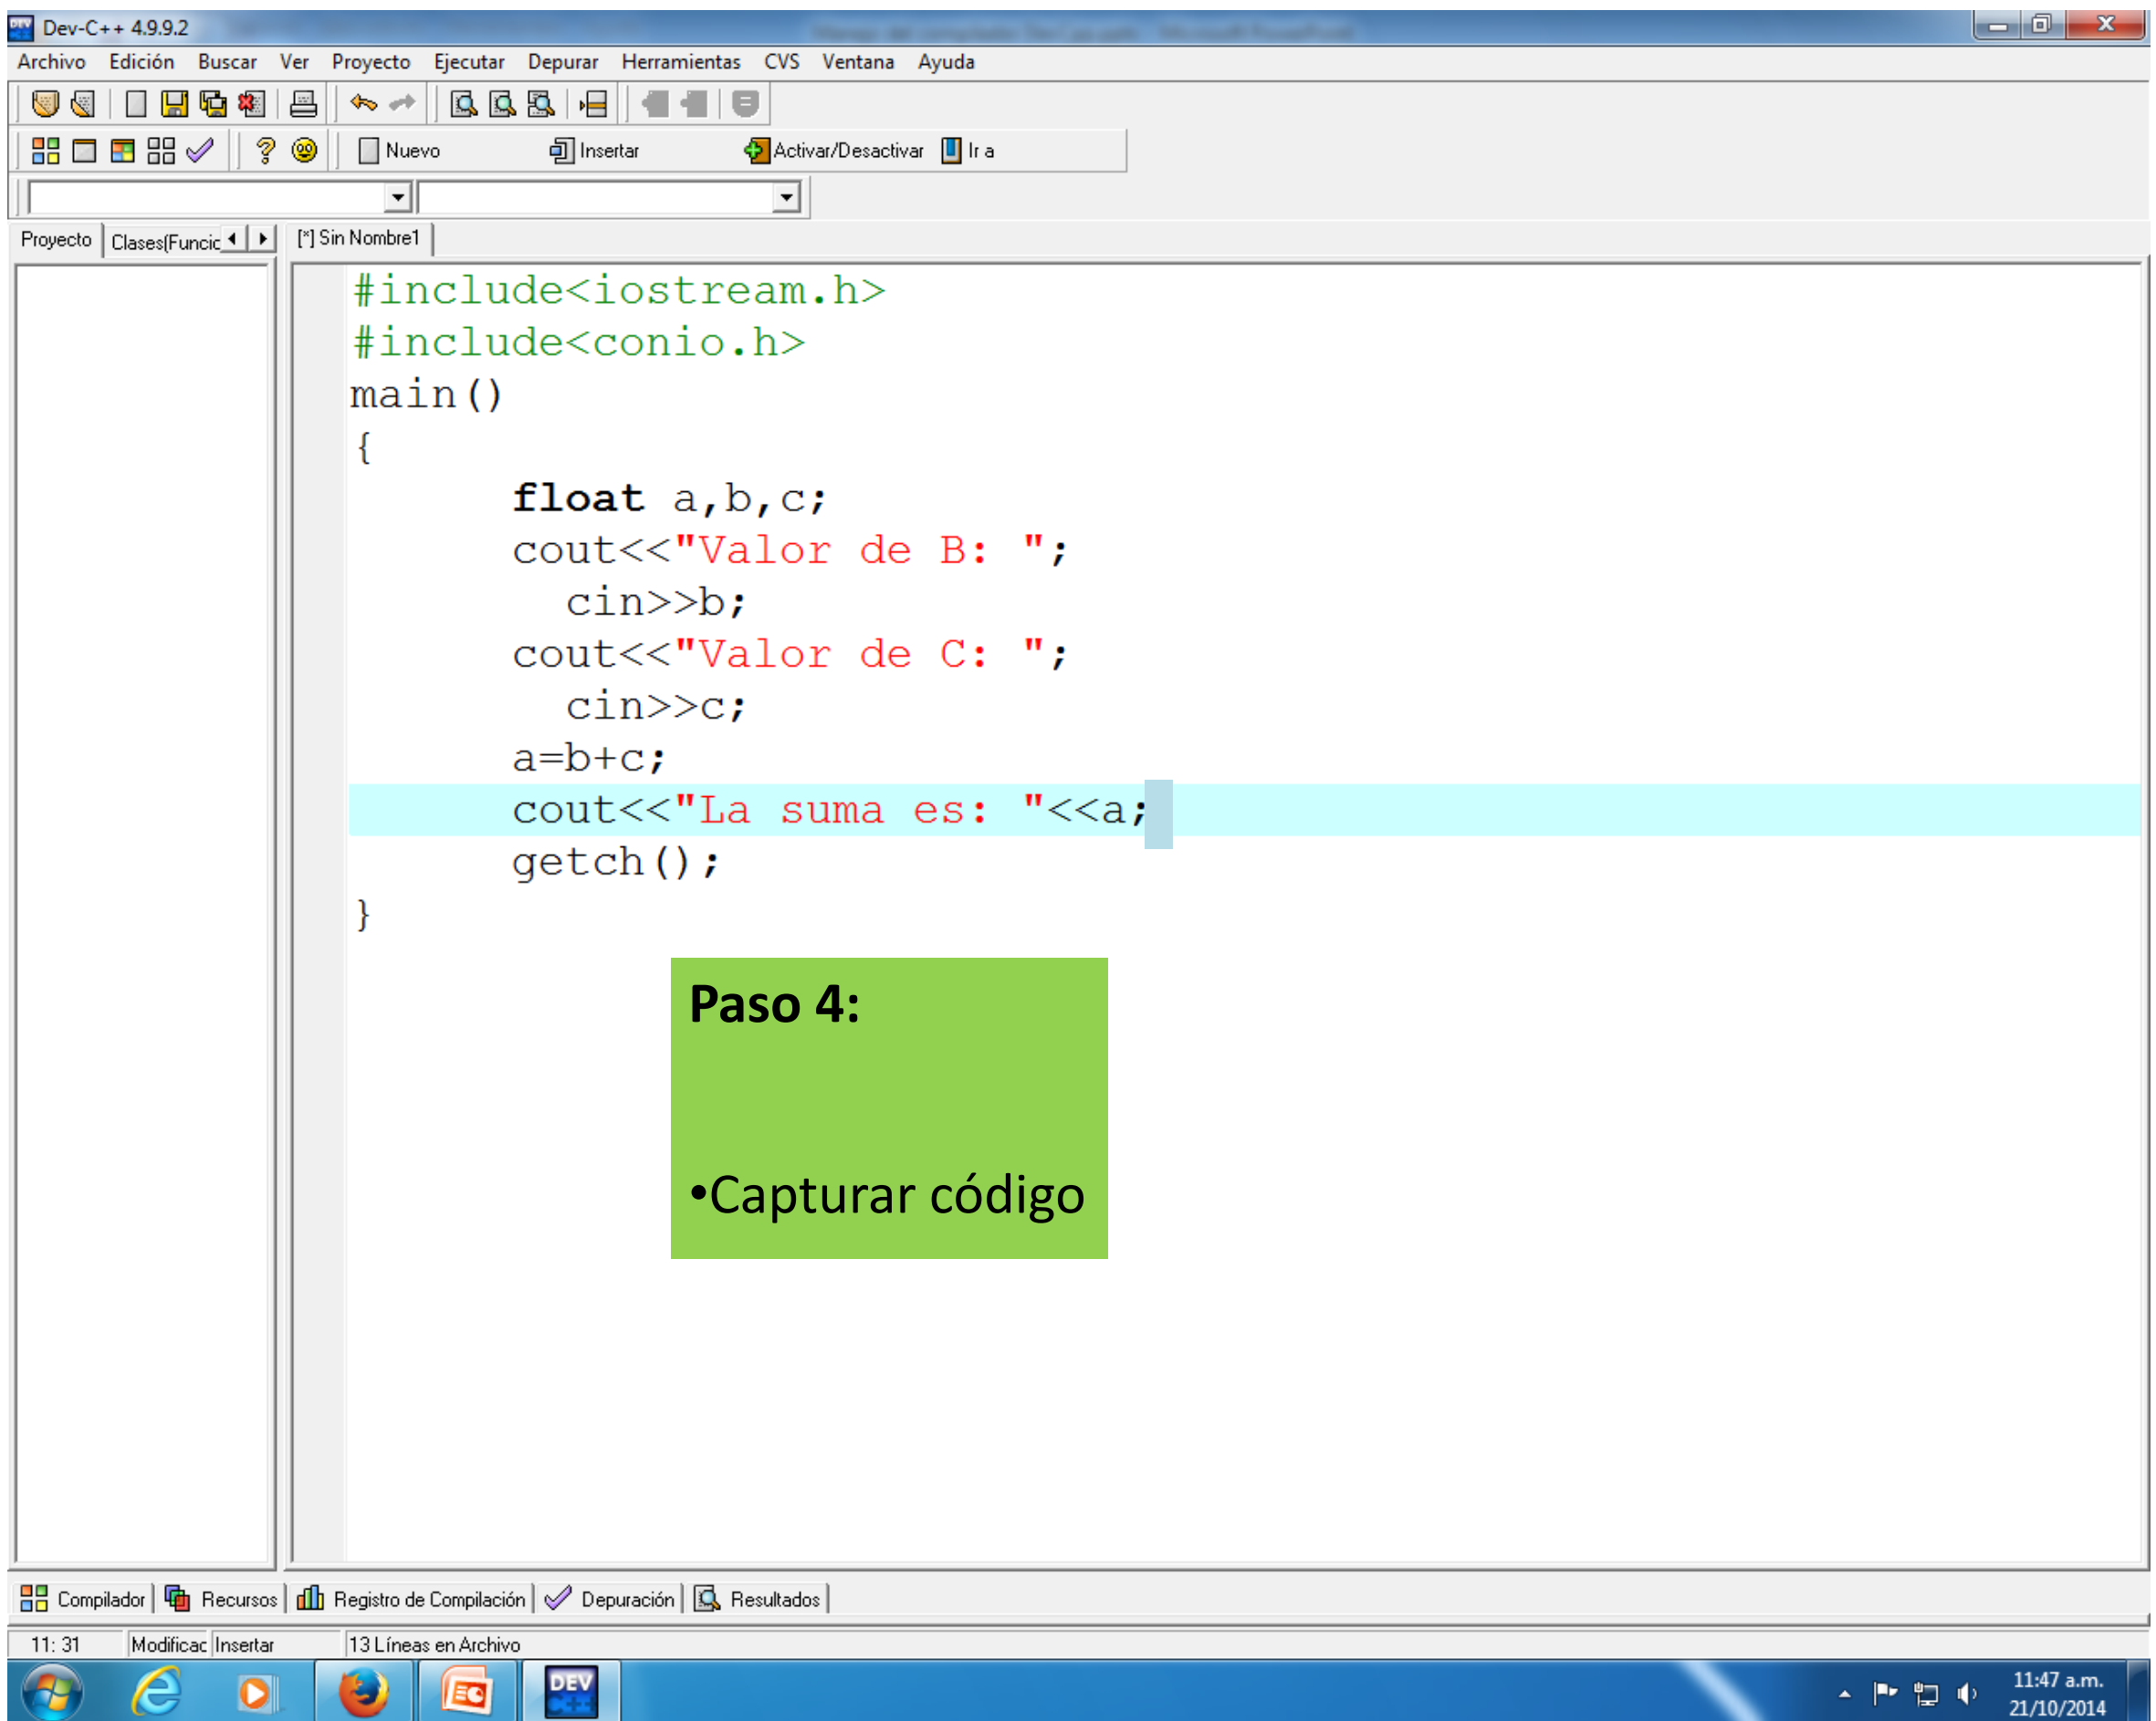 Dev-C++ 4.9.9.2
Archivo Edición Buscar Ver Proyecto Ejecutar Depurar Herramientas CVS Ventana Ayuda
Nuevo Insertar Activar/Desactivar Ir a
Proyecto Clases(Funcic [*] Sin Nombre1
#include<iostream.h>
#include<conio.h>
main()
{
float a,b,c;
cout<<"Valor de B: ";
cin>>b;
cout<<"Valor de C: ";
cin>>c;
a=b+c;
cout<<"La suma es: "<<a;
getch();
}
Paso 4:
•Capturar código
Compilador Recursos Registro de Compilación Depuración Resultados
11: 31 Modificac Insertar 13 Líneas en Archivo
DEV C++
11:47 a.m.
21/10/2014